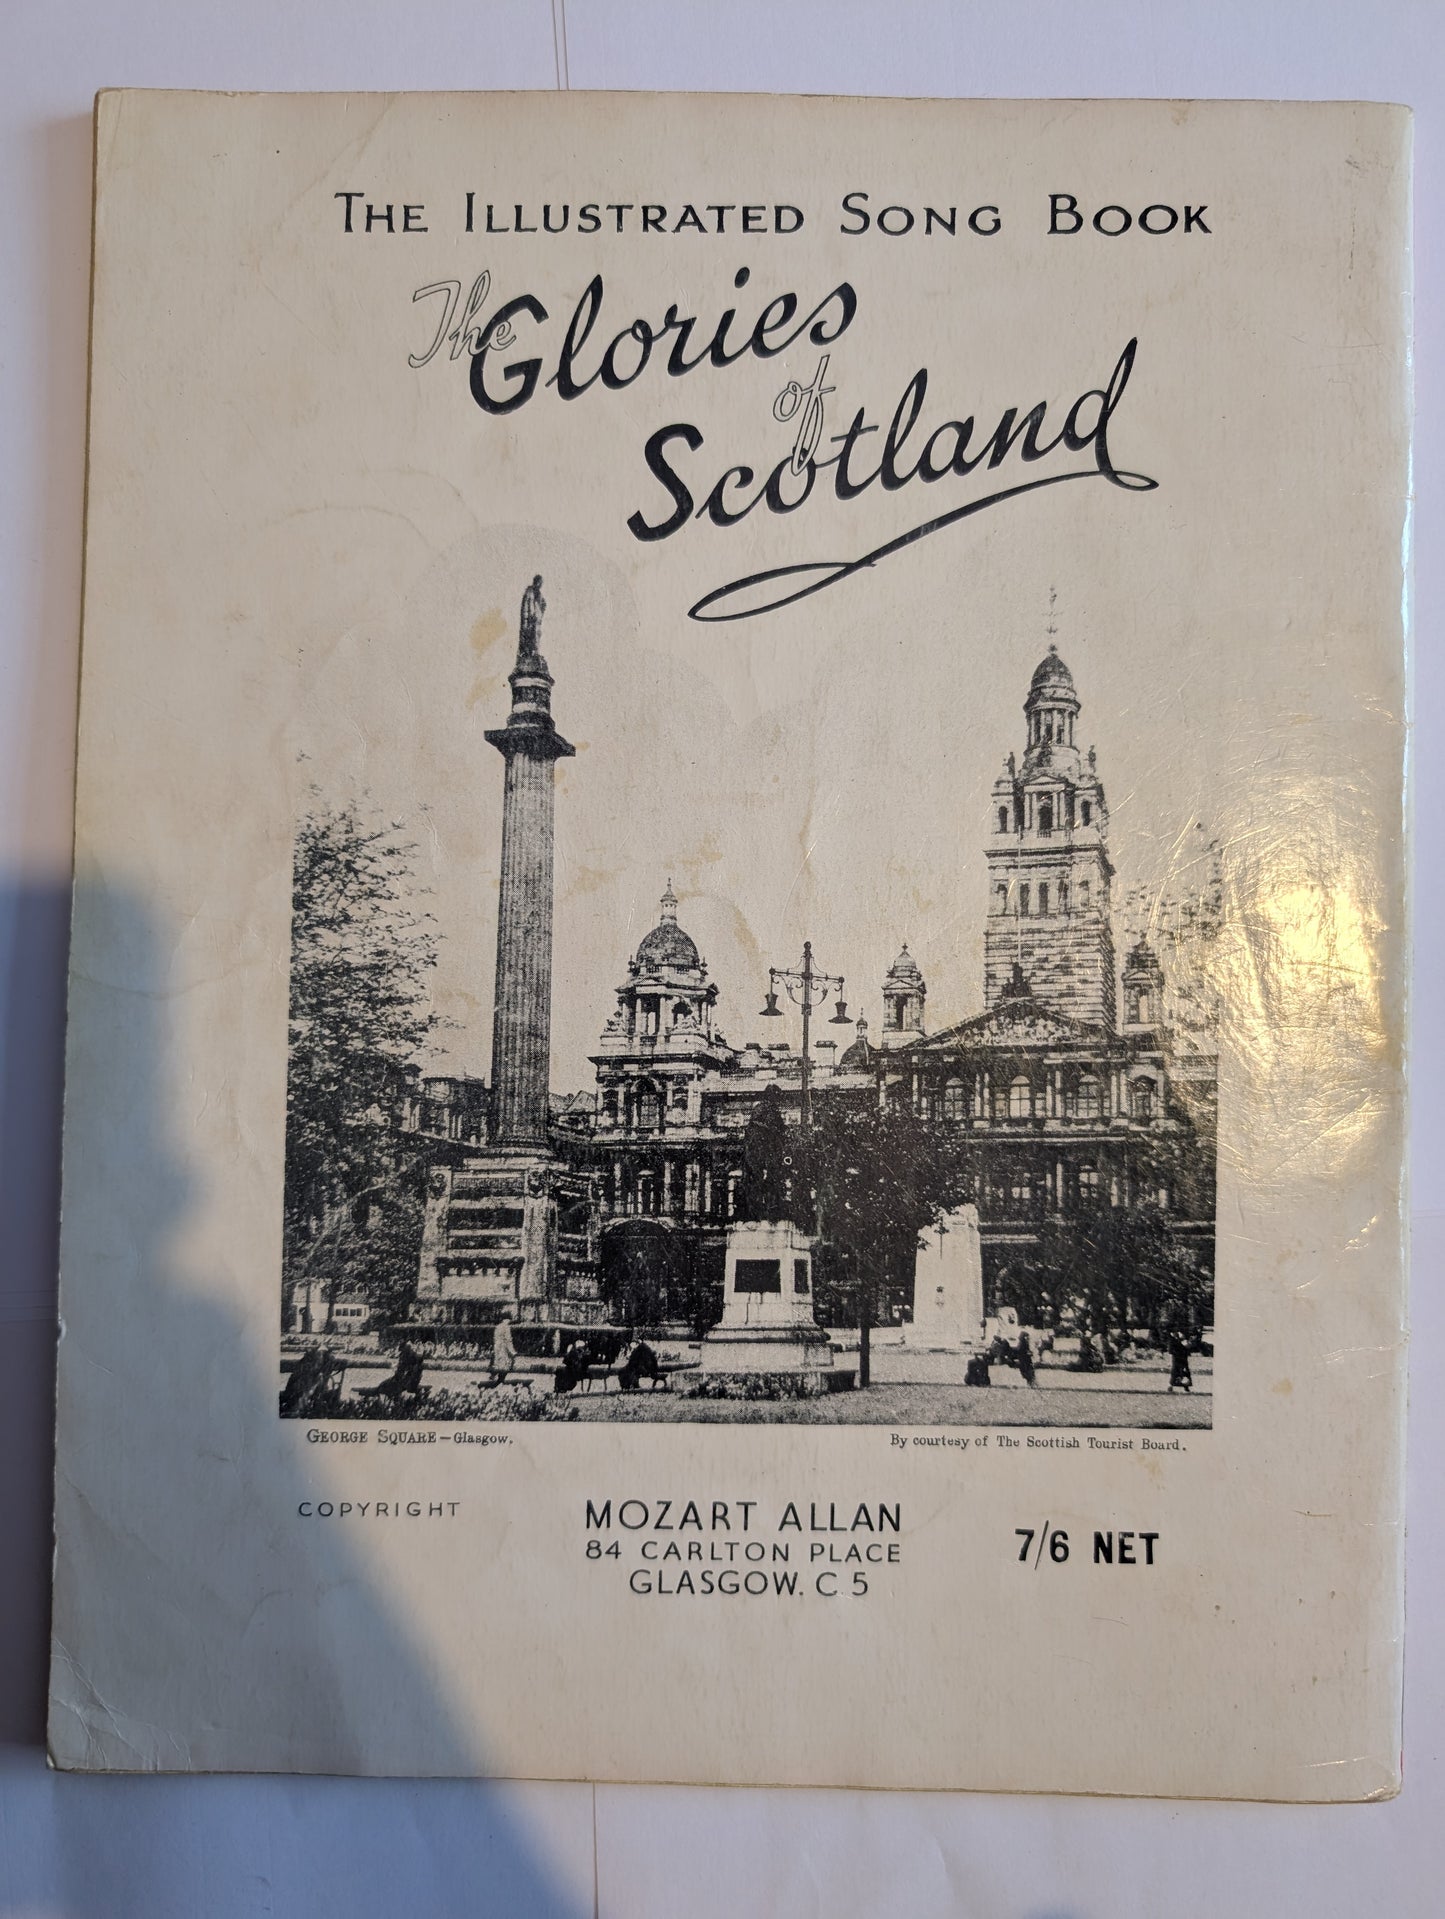 THE ILLUSTRATED SONG BOOK
The Glories
of
Scotland
GEORGE SQUARE—Glasgow.
By courtesy of The Scottish Tourist Board.
COPYRIGHT
MOZART ALLAN
84 CARLTON PLACE
GLASGOW. C.5
7/6 NET